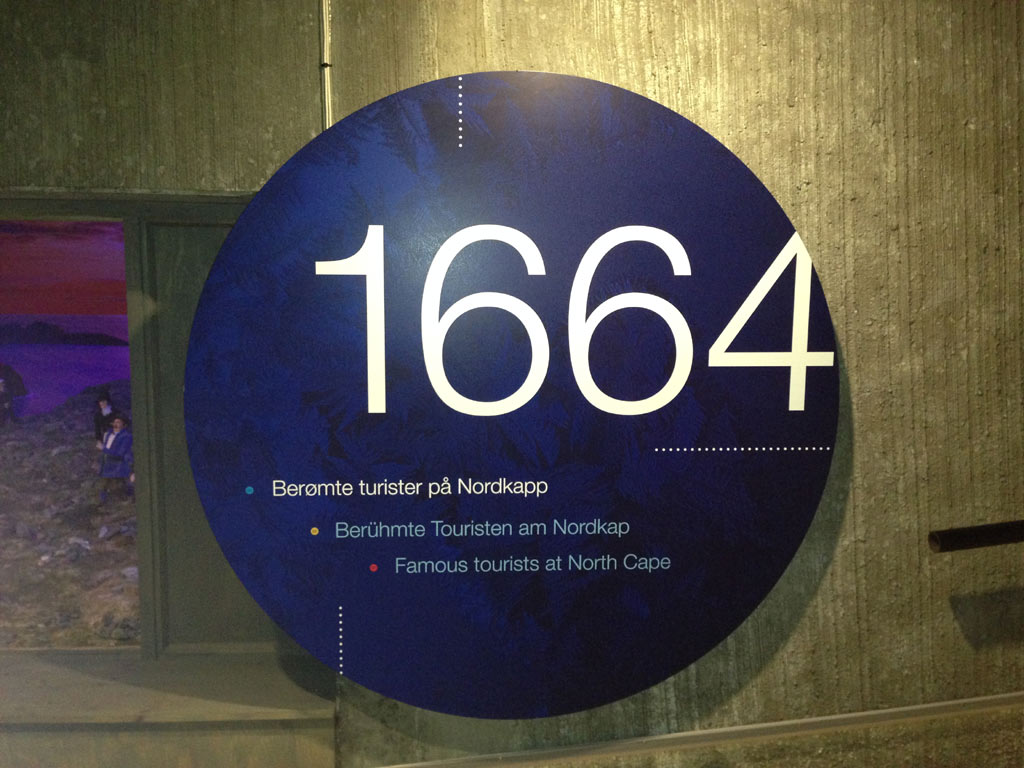 1664
Berømte turister på Nordkapp
Berühmte Touristen am Nordkap
Famous tourists at North Cape